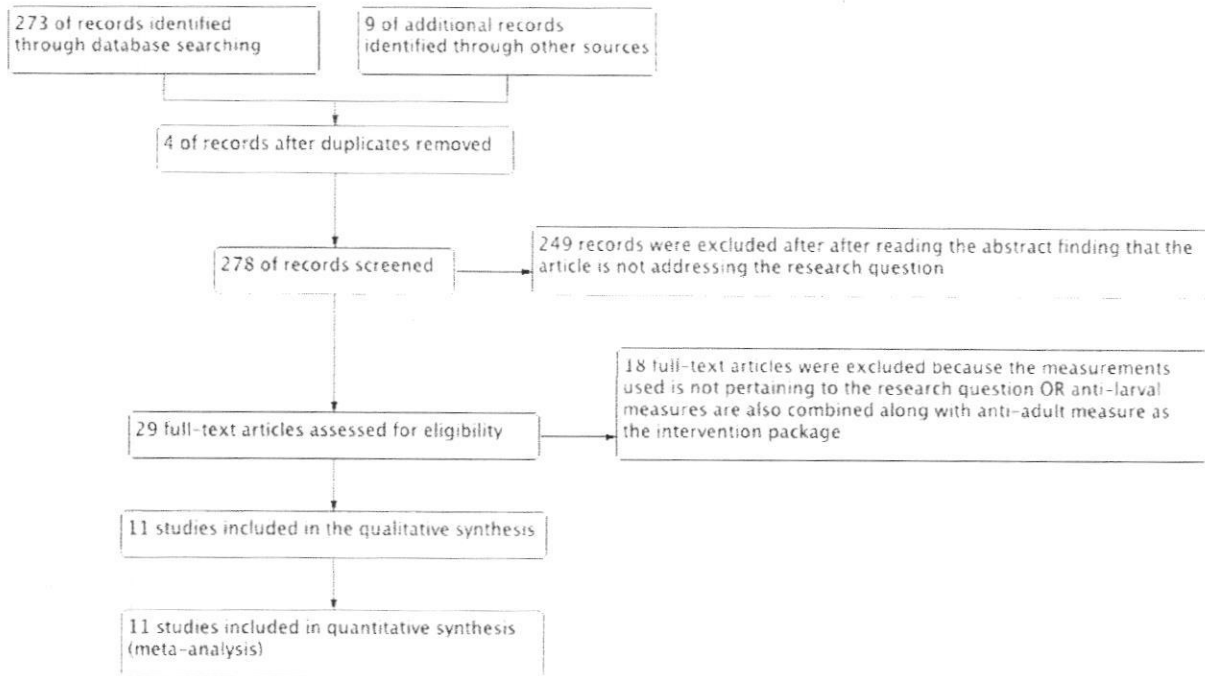 273 of records identified
through database searching
9 of additional records
identified through other sources
4 of records after duplicates removed
278 of records screened
249 records were excluded after after reading the abstract finding that the
article is not addressing the research question
29 full-text articles assessed for eligibility
18 full-text articles were excluded because the measurements
used is not pertaining to the research question OR anti-larval
measures are also combined along with anti-adult measure as
the intervention package
11 studies included in the qualitative synthesis
11 studies included in quantitative synthesis
(meta-analysis)